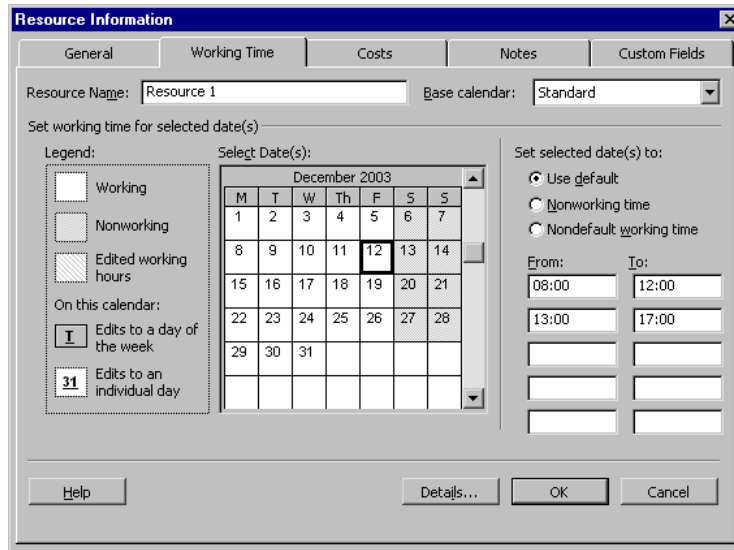 Resource Information
General Working Time Costs Notes Custom Fields
Resource Name: Resource 1 Base calendar: Standard
Set working time for selected date(s)
Legend: Select Date(s): Set selected date(s) to:
Working
Nonworking
Edited working
hours
On this calendar:
T Edits to a day of
the week
31 Edits to an
individual day
December 2003
M T W Th F S S
1 2 3 4 5 6 7
8 9 10 11 12 13 14
15 16 17 18 19 20 21
22 23 24 25 26 27 28
29 30 31
Use default
Nonworking time
Nondefault working time
From: To:
08:00 12:00
13:00 17:00
Help Details... OK Cancel